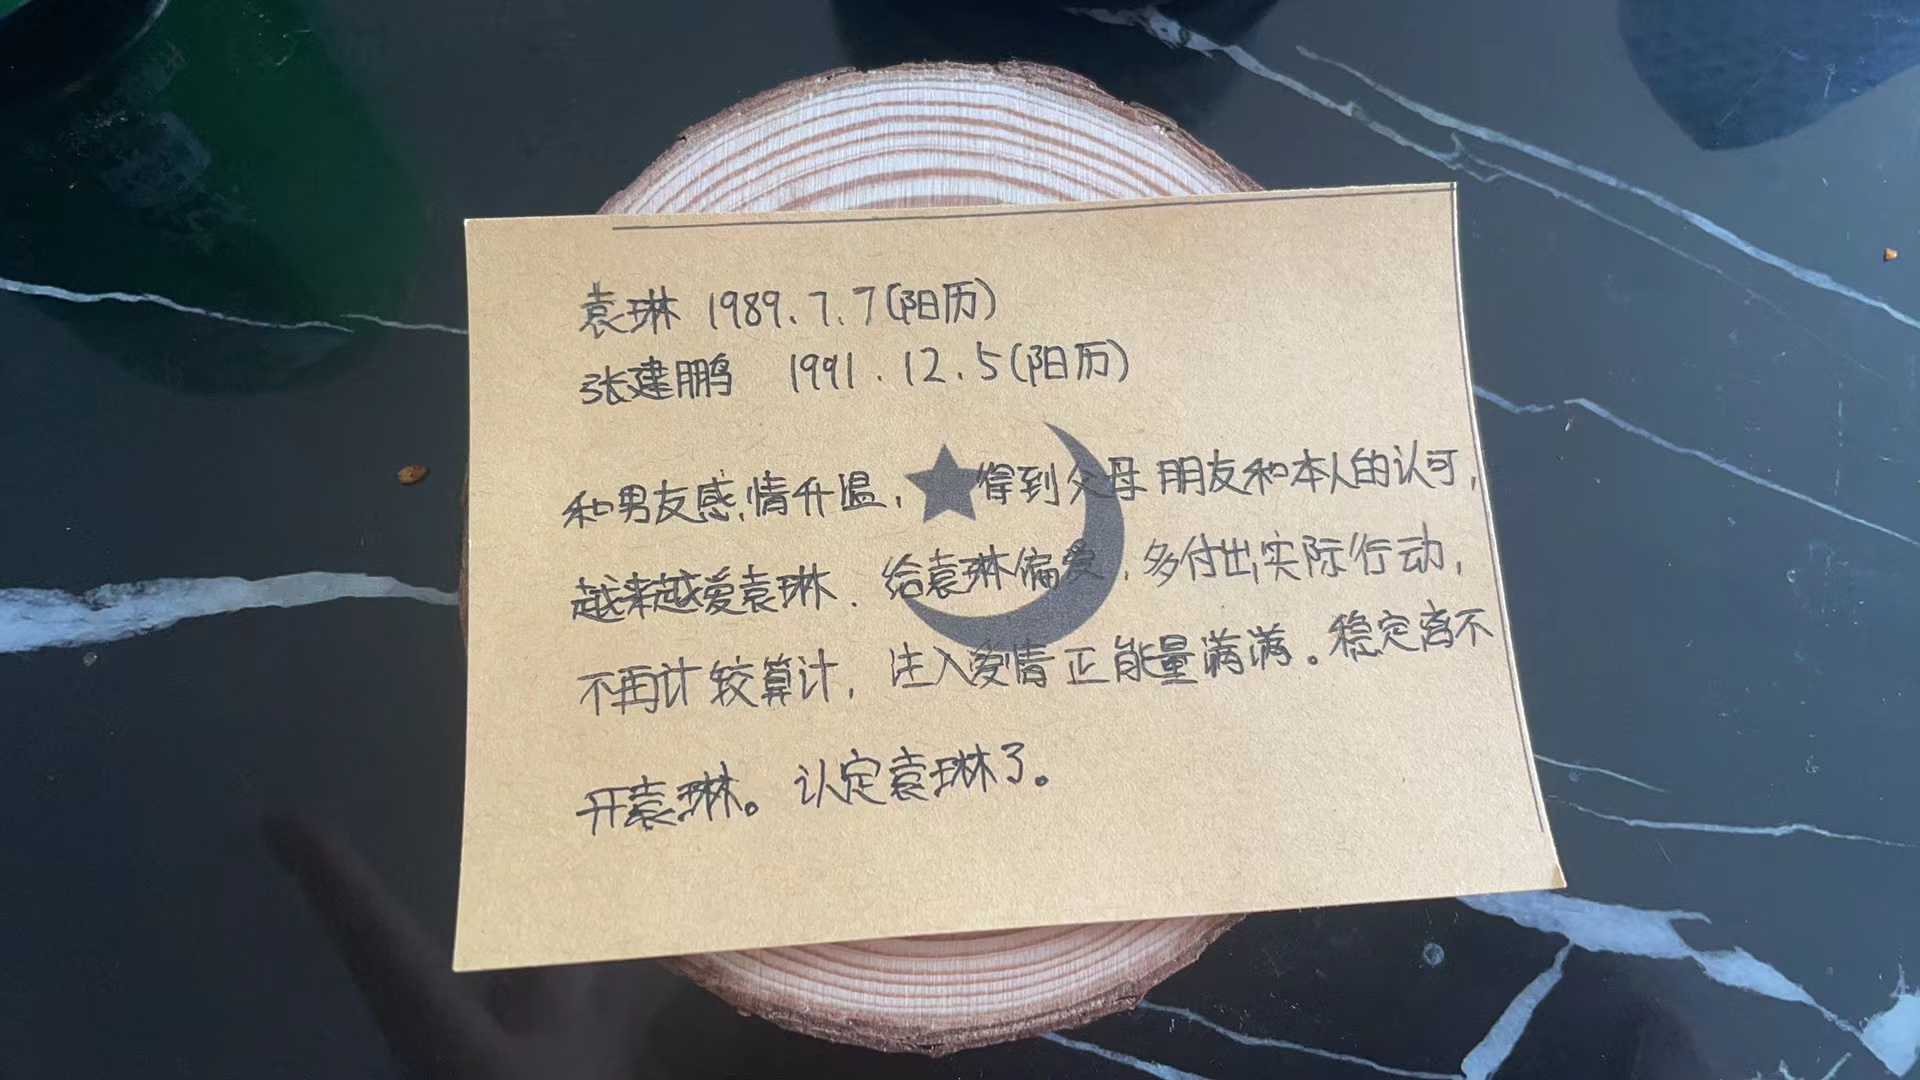 袁琳 1989.7.7(阳历)
张建鹏 1991.12.5(阳历)
和男友感情升温, 得到父母朋友和本人的认可,
越来越爱袁琳. 给袁琳偏爱, 多付出实际行动,
不再计较算计, 注入爱情正能量满满。稳定离不
开袁琳。认定袁琳了。